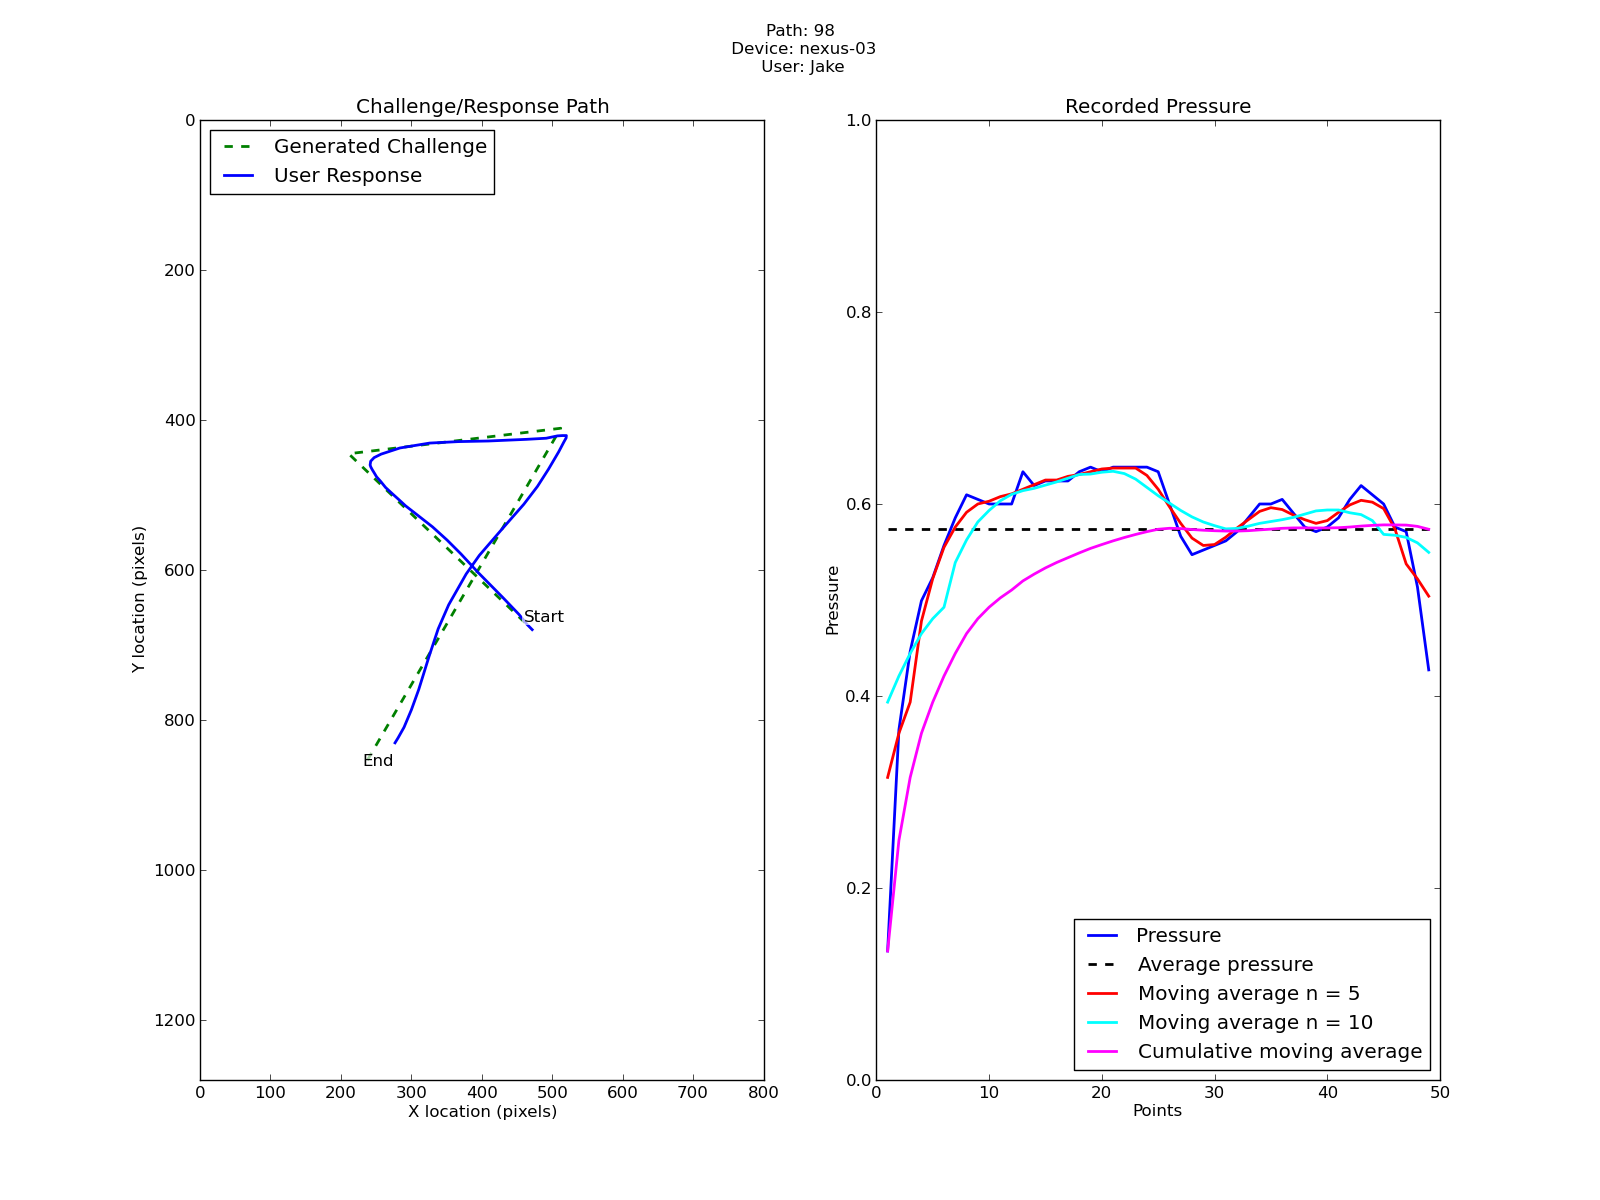 Path: 98
Device: nexus-03
User: Jake
Challenge/Response Path
Generated Challenge
User Response
0
200
400
600
800
1000
1200
Y location (pixels)
Start
End
0 100 200 300 400 500 600 700 800
X location (pixels)
Recorded Pressure
1.0
0.8
0.6
0.4
0.2
0.0
Pressure
Pressure
Average pressure
Moving average n = 5
Moving average n = 10
Cumulative moving average
0 10 20 30 40 50
Points